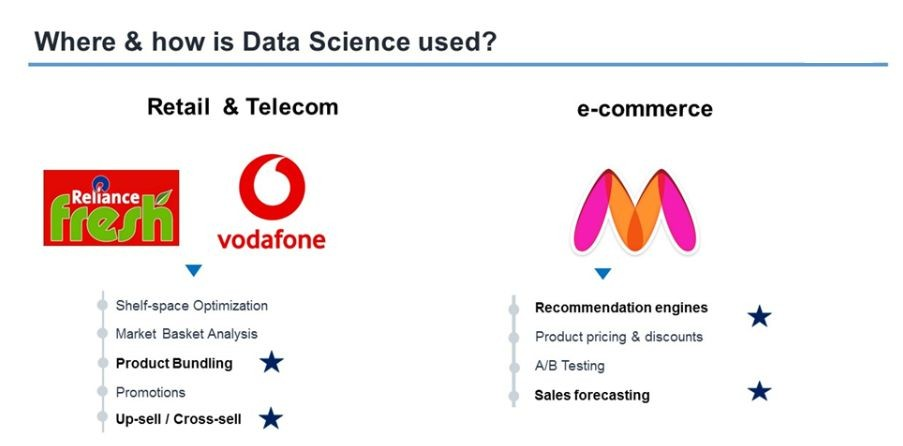 Where & how is Data Science used?
Retail & Telecom
Reliance
fresh
vodafone
Shelf-space Optimization
Market Basket Analysis
Product Bundling
Promotions
Up-sell / Cross-sell
e-commerce
Recommendation engines
Product pricing & discounts
A/B Testing
Sales forecasting